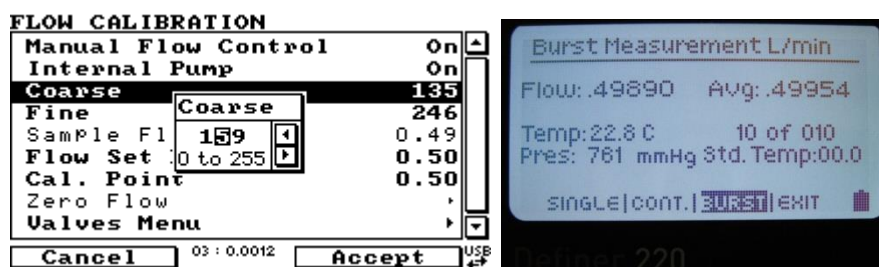 FLOW CALIBRATION
Manual Flow Control On
Internal Pump On
Coarse 135
Fine 246
Sample Fl 0.49
Flow Set 0.50
Cal. Point 0.50
Zero Flow
Valves Menu
Coarse
159
0 to 255
Cancel 03 : 0.0012 Accept USB
Burst Measurement L/min
Flow: .49890 Avg: .49954
Temp: 22.8 C 10 of 010
Pres: 761 mmHg Std. Temp:00.0
SINGLE|CONT.|BURST|EXIT
Definer 220